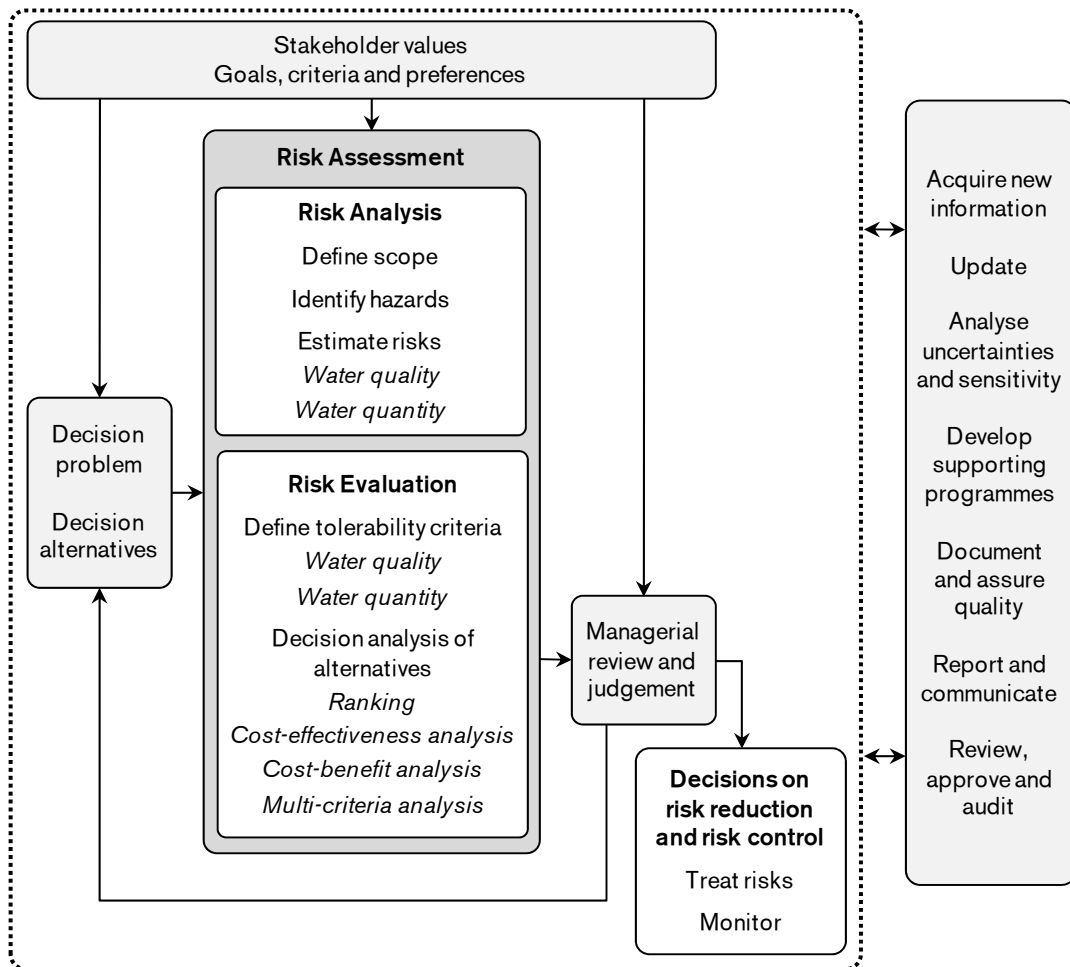 Stakeholder values
Goals, criteria and preferences
Risk Assessment
Risk Analysis
Define scope
Identify hazards
Estimate risks
Water quality
Water quantity
Decision
problem
Decision
alternatives
Risk Evaluation
Define tolerability criteria
Water quality
Water quantity
Decision analysis of
alternatives
Ranking
Cost-effectiveness analysis
Cost-benefit analysis
Multi-criteria analysis
Managerial
review and
judgement
Decisions on
risk reduction
and risk control
Treat risks
Monitor
Acquire new
information
Update
Analyse
uncertainties
and sensitivity
Develop
supporting
programmes
Document
and assure
quality
Report and
communicate
Review,
approve and
audit